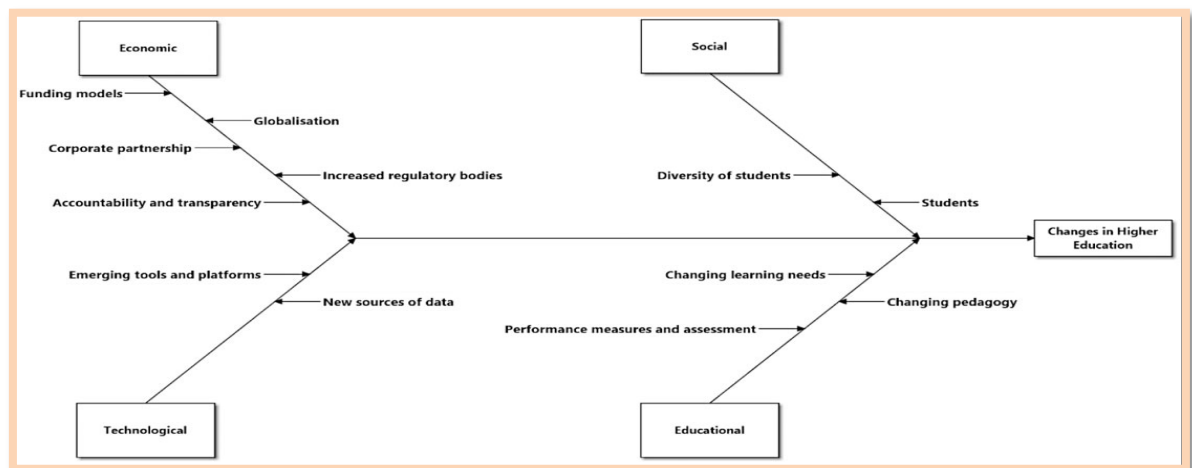 Economic
Social
Funding models
Globalisation
Corporate partnership
Increased regulatory bodies
Diversity of students
Accountability and transparency
Students
Changes in Higher
Education
Emerging tools and platforms
Changing learning needs
New sources of data
Changing pedagogy
Performance measures and assessment
Technological
Educational